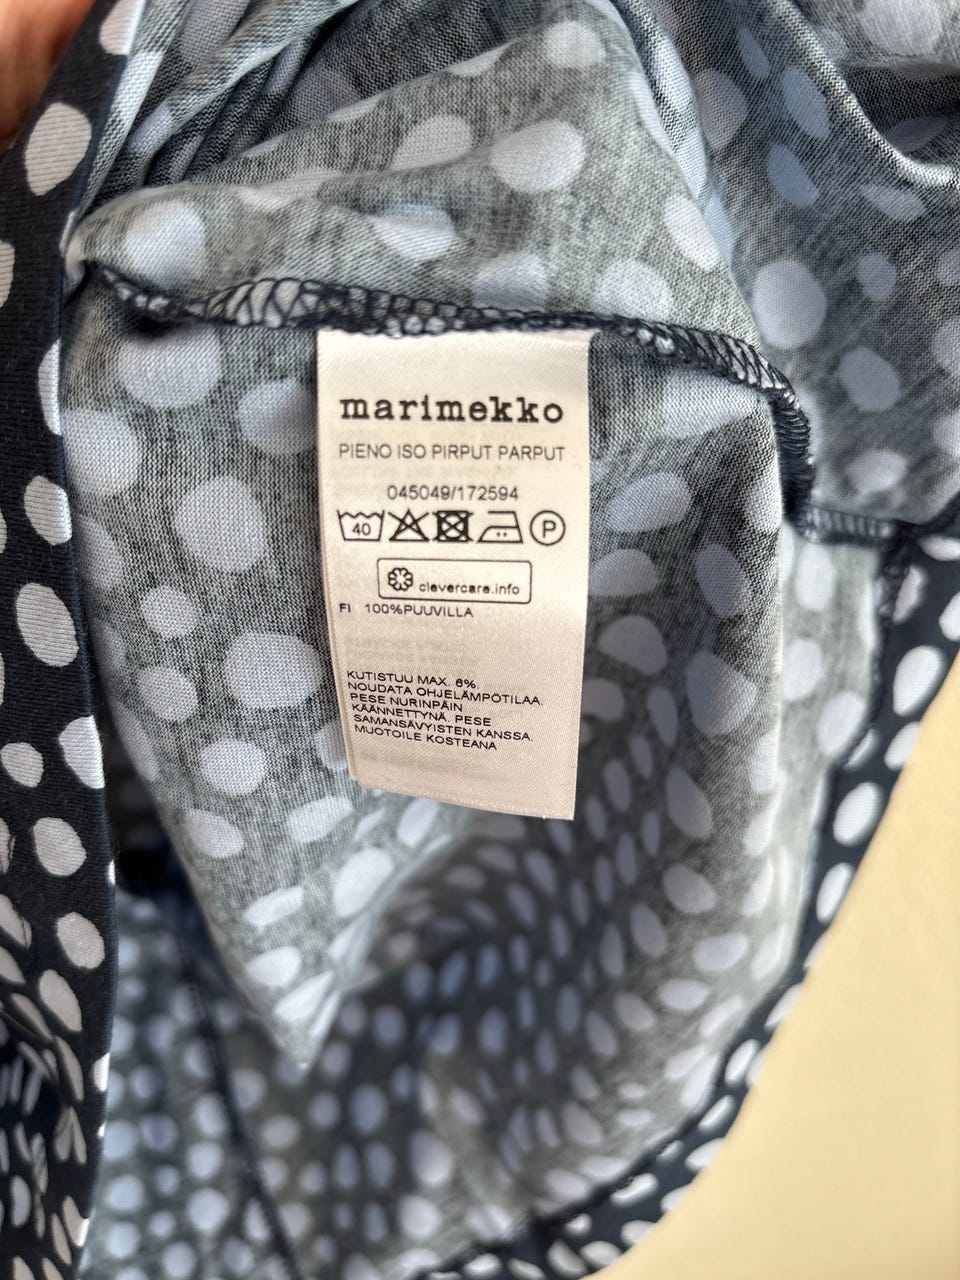 marimekko
PIENO ISO PIRPUT PARPUT
045049/172594
40 P
clevercare.info
FI 100%PUUVILLA
KUTISTUU MAX. 6%.
NOUDATA OHJELÄMPÖTILAA.
PESE NURINPÄIN
KÄÄNNETTYNÄ. PESE
SAMANSÄVYISTEN KANSSA.
MUOTOILE KOSTEANA